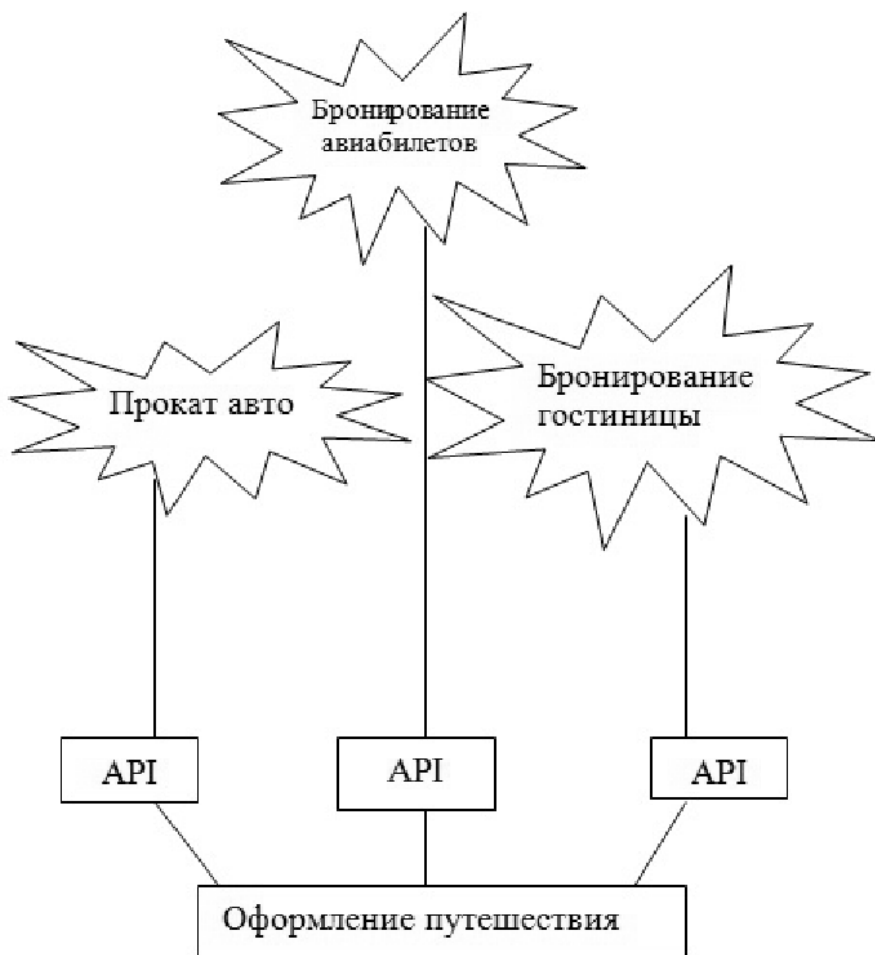 Бронирование
авиабилетов
Прокат авто
Бронирование
гостиницы
API
API
API
Оформление путешествия